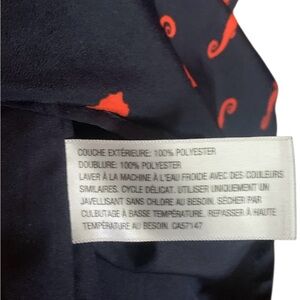 COUCHE EXTÉRIEURE: 100% POLYESTER
DOUBLURE: 100% POLYESTER
LAVER À LA MACHINE À L'EAU FROIDE AVEC DES COULEURS
SIMILAIRES. CYCLE DÉLICAT. UTILISER UNIQUEMENT UN
JAVELLISANT SANS CHLORE AU BESOIN. SÉCHER PAR
CULBUTAGE À BASSE TEMPÉRATURE. REPASSER À HAUTE
TEMPÉRATURE AU BESOIN. CA57147